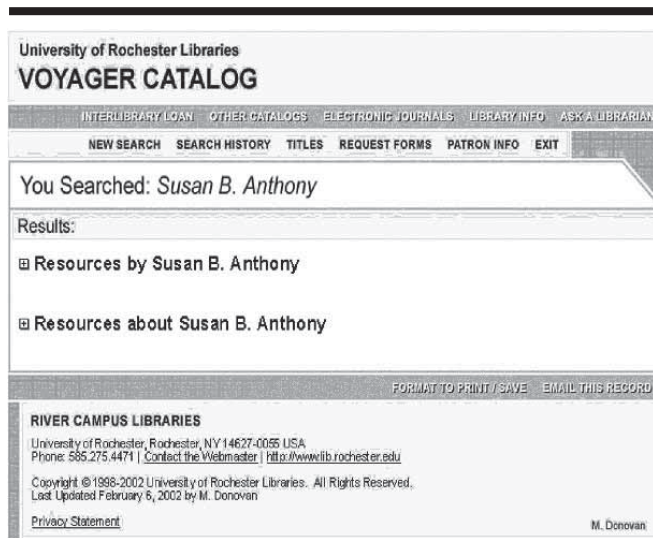 University of Rochester Libraries
VOYAGER CATALOG
INTERLIBRARY LOAN OTHER CATALOGS ELECTRONIC JOURNALS LIBRARY INFO ASK A LIBRARIAN
NEW SEARCH SEARCH HISTORY TITLES REQUEST FORMS PATRON INFO EXIT
You Searched: Susan B. Anthony
Results:
Resources by Susan B. Anthony
Resources about Susan B. Anthony
FORMAT TO PRINT / SAVE EMAIL THIS RECORD
RIVER CAMPUS LIBRARIES
University of Rochester, Rochester, NY 14627-0055 USA
Phone: 585.275.4471 | Contact the Webmaster | http://www.lib.rochester.edu
Copyright © 1998-2002 University of Rochester Libraries. All Rights Reserved.
Last Updated February 6, 2002 by M. Donovan
Privacy Statement
M. Donovan